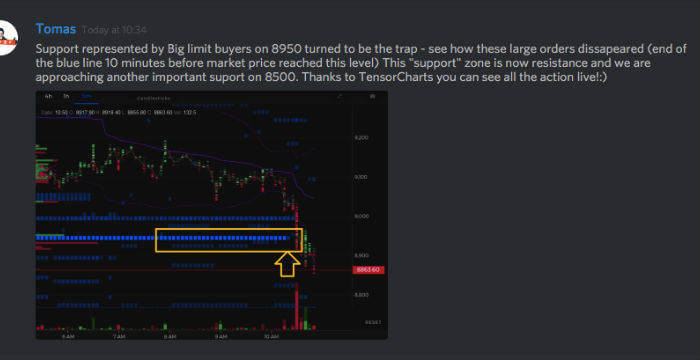 Tomas Today at 10:34
Support represented by Big limit buyers on 8950 turned to be the trap - see how these large orders dissapeared (end of
the blue line 10 minutes before market price reached this level) This "support" zone is now resistance and we are
approaching another important suport on 8500. Thanks to TensorCharts you can see all the action live!:)
4h 1h
Candlesticks
Date: 10:50 O: 8917.90 H: 8918.40 L: 8855.80 C: 8863.60 Vol: 132.5
9,200
9,100
9,000
8,900
8863.60
8,800
RESET
6 AM 7 AM 8 AM 9 AM 10 AM